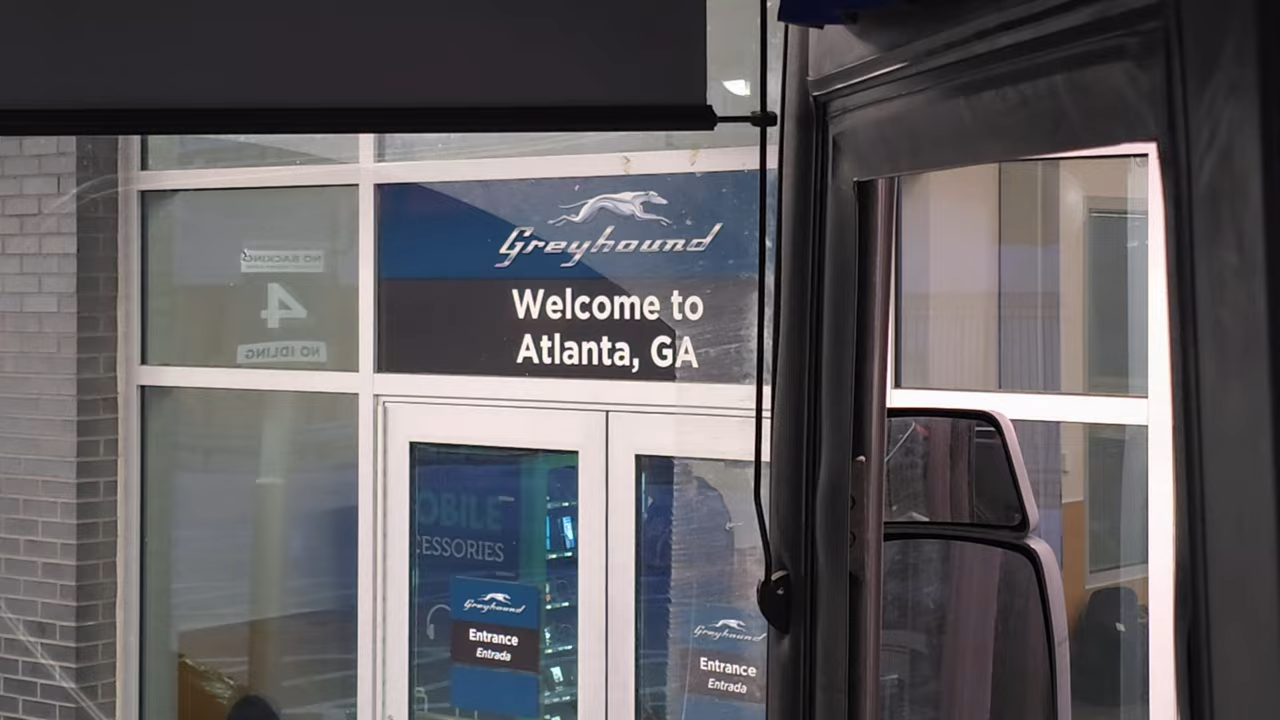 Greyhound
Welcome to
Atlanta, GA
NO BACKING
4
NO IDLING
OBILE
CESSORIES
Greyhound
Entrance
Entrada
Greyhound
Entrance
Entrada